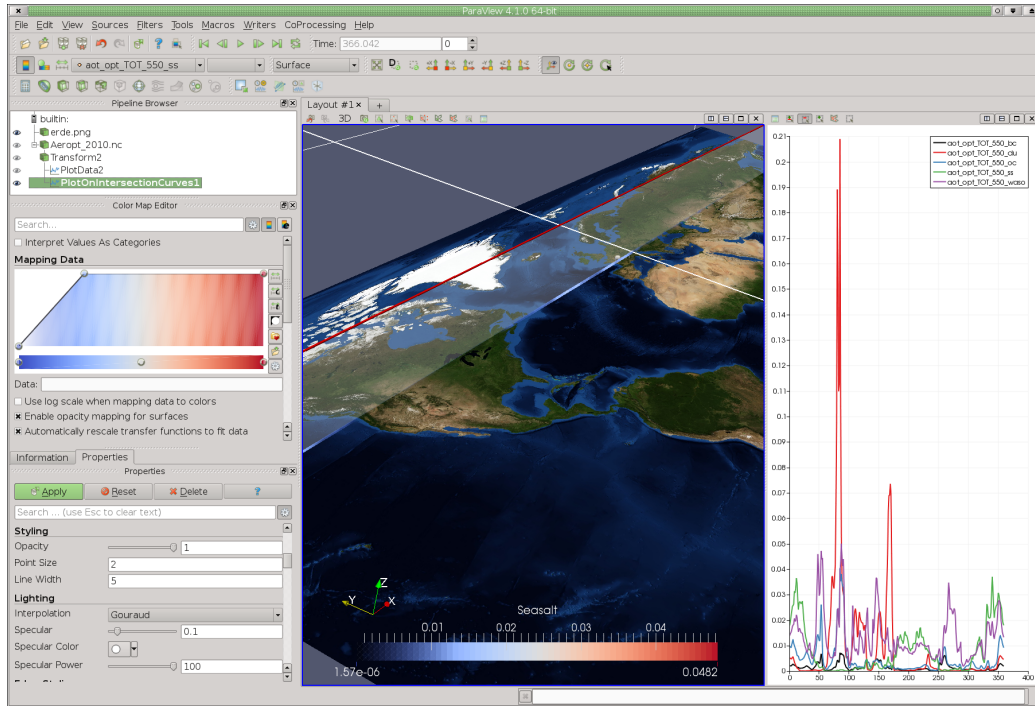 ParaView 4.1.0 64-bit
File Edit View Sources Filters Tools Macros Writers CoProcessing Help
Time: 366.042 0
aot_opt_TOT_550_ss Surface
3D
Pipeline Browser
builtin:
erde.png
Aeropt_2010.nc
Transform2
PlotData2
PlotOnIntersectionCurves1
Color Map Editor
Search...
Interpret Values As Categories
Mapping Data
Data:
Use log scale when mapping data to colors
Enable opacity mapping for surfaces
Automatically rescale transfer functions to fit data
Information Properties
Properties
Apply Reset Delete ?
Search ... (use Esc to clear text)
Styling
Opacity 1
Point Size 2
Line Width 5
Lighting
Interpolation Gouraud
Specular 0.1
Specular Color
Specular Power 100
Layout #1 +
3D
Z
Y X
Seasalt
0.01 0.02 0.03 0.04
1.57e-06 0.0482
aot_opt_TOT_550_bc
aot_opt_TOT_550_du
aot_opt_TOT_550_oc
aot_opt_TOT_550_ss
aot_opt_TOT_550_waso
0.21
0.2
0.19
0.18
0.17
0.16
0.15
0.14
0.13
0.12
0.11
0.1
0.09
0.08
0.07
0.06
0.05
0.04
0.03
0.02
0.01
0
0 50 100 150 200 250 300 350 400